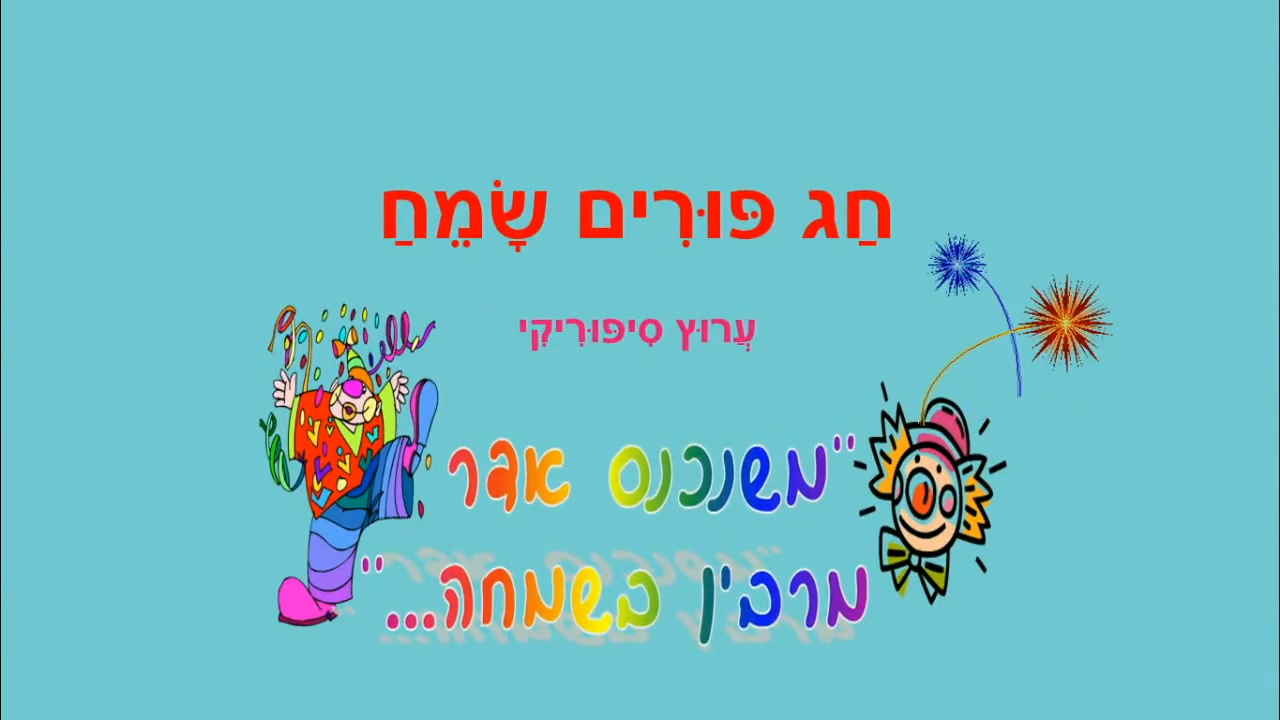 חַג פּוּרִים שָׂמֵחַ
עֲרוּץ סִיפּוּרִיקִי
"משנכנס אדר
מרבין בשמחה..."